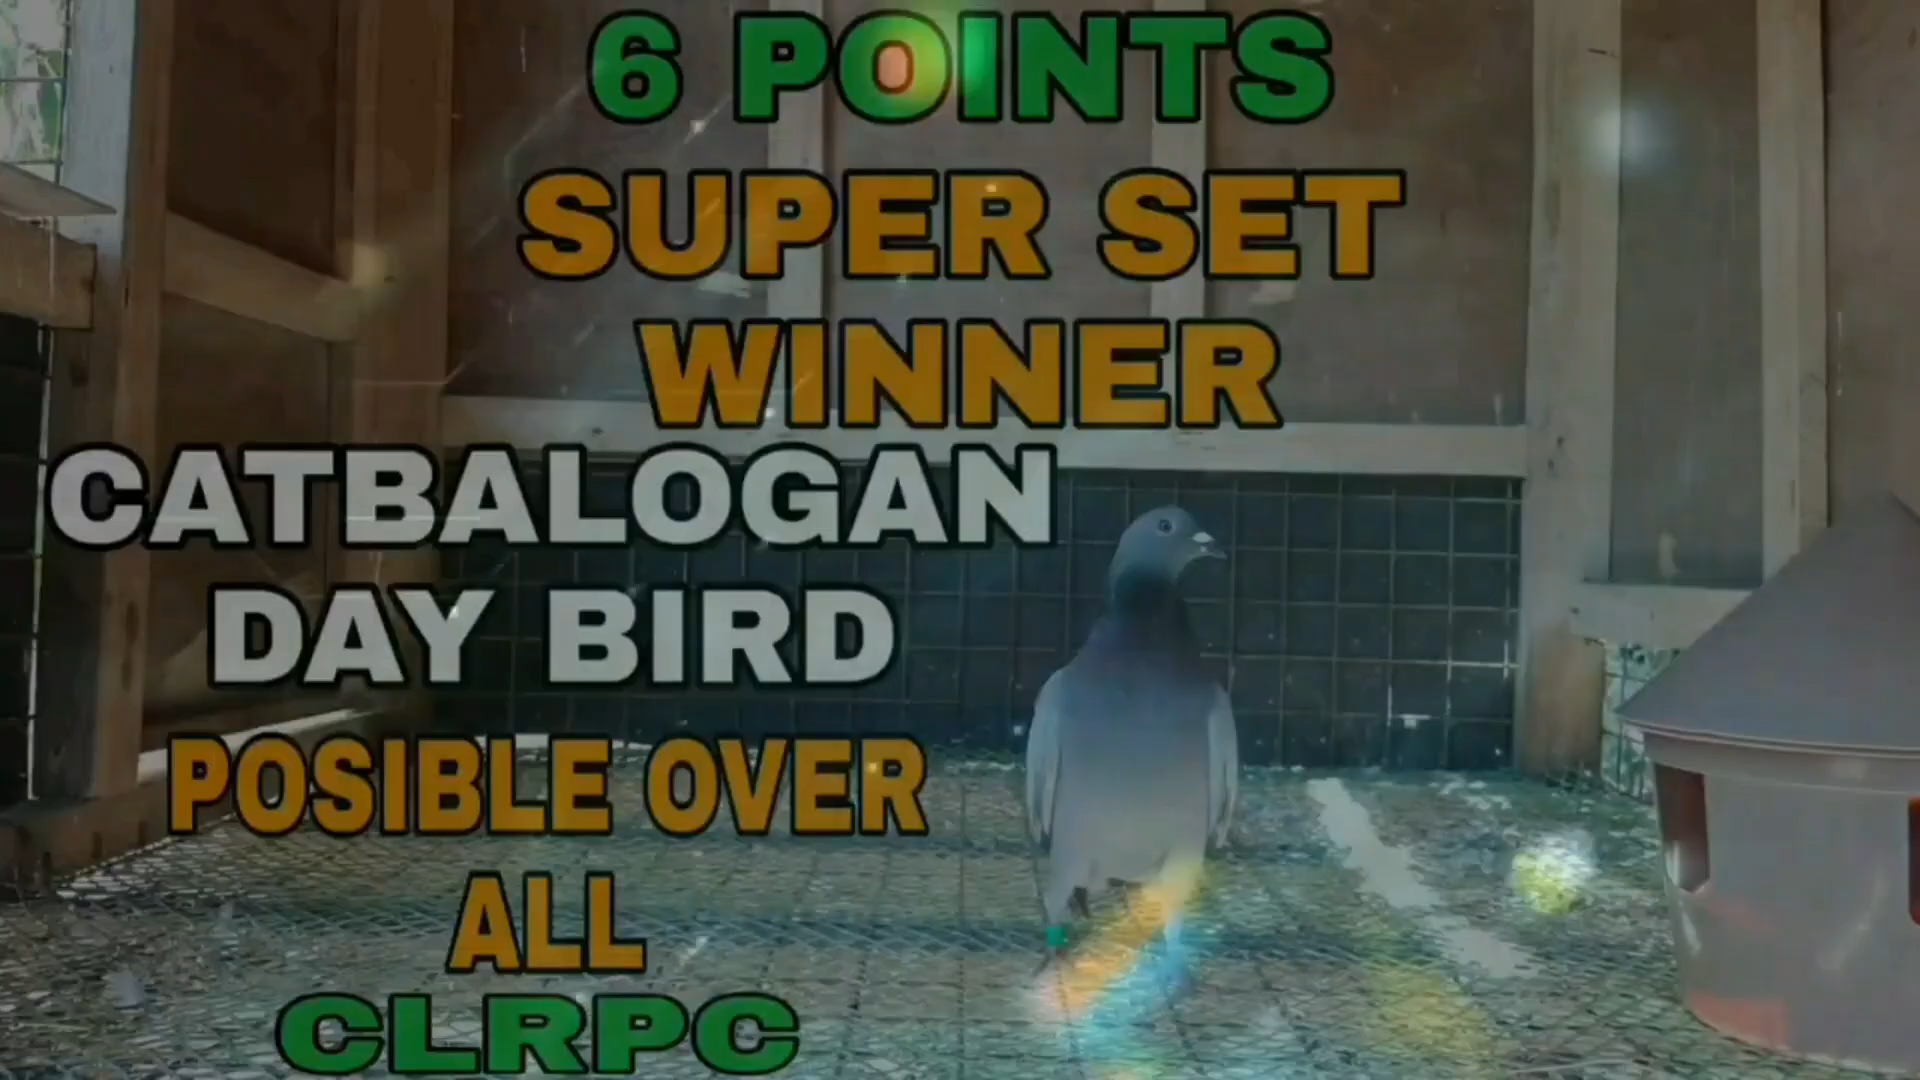 6 POINTS
SUPER SET
WINNER
CATBALOGAN
DAY BIRD
POSIBLE OVER
ALL
CLRPC